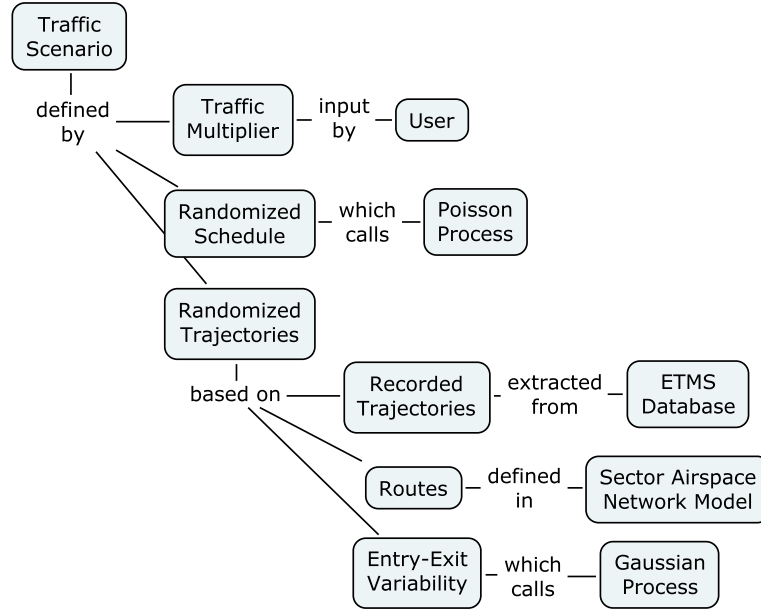 Traffic
Scenario
defined
by
Traffic
Multiplier
input
by
User
Randomized
Schedule
which
calls
Poisson
Process
Randomized
Trajectories
based on
Recorded
Trajectories
extracted
from
ETMS
Database
Routes
defined
in
Sector Airspace
Network Model
Entry-Exit
Variability
which
calls
Gaussian
Process